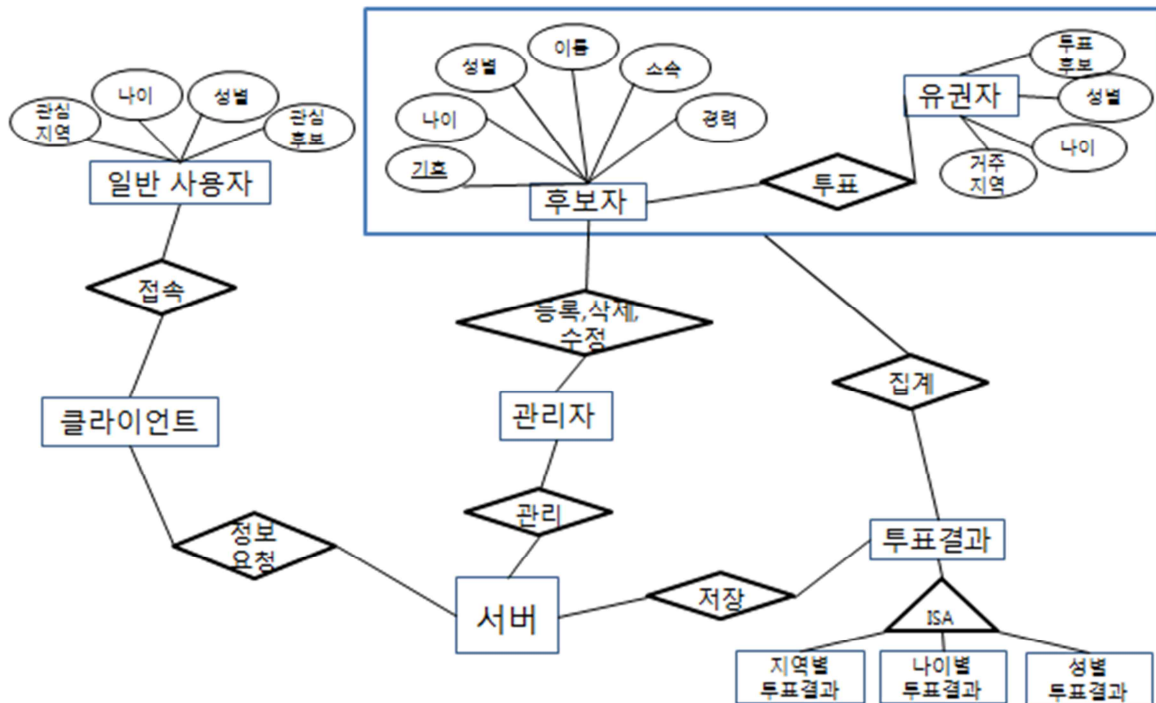 관심
지역
나이
성별
관심
후보
일반 사용자
접속
클라이언트
정보
요청
기호
나이
성별
이름
소속
경력
후보자
투표
유권자
투표
후보
성별
나이
거주
지역
등록,삭제,
수정
관리자
관리
서버
집계
투표결과
저장
ISA
지역별
투표결과
나이별
투표결과
성별
투표결과